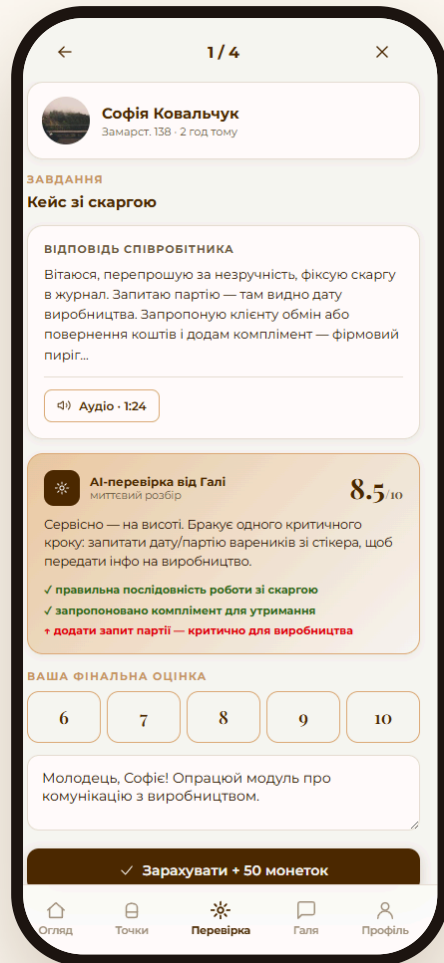 1 / 4
Софія Ковальчук
Замарст. 138 · 2 год тому
ЗАВДАННЯ
Кейс зі скаргою
ВІДПОВІДЬ СПІВРОБІТНИКА
Вітаюся, перепрошую за незручність, фіксую скаргу
в журнал. Запитаю партію — там видно дату
виробництва. Запропоную клієнту обмін або
повернення коштів і додам комплімент — фірмовий
пиріг...
Аудіо · 1:24
AI-перевірка від Галі
миттєвий розбір
8.5/10
Сервісно — на висоті. Бракує одного критичного
кроку: запитати дату/партію вареників зі стікера, щоб
передати інфо на виробництво.
✓ правильна послідовність роботи зі скаргою
✓ запропоновано комплімент для утримання
↑ додати запит партії — критично для виробництва
ВАША ФІНАЛЬНА ОЦІНКА
6 7 8 9 10
Молодець, Софіє! Опрацюй модуль про
комунікацію з виробництвом.
✓ Зарахувати + 50 монеток
Огляд Точки Перевірка Галя Профіль